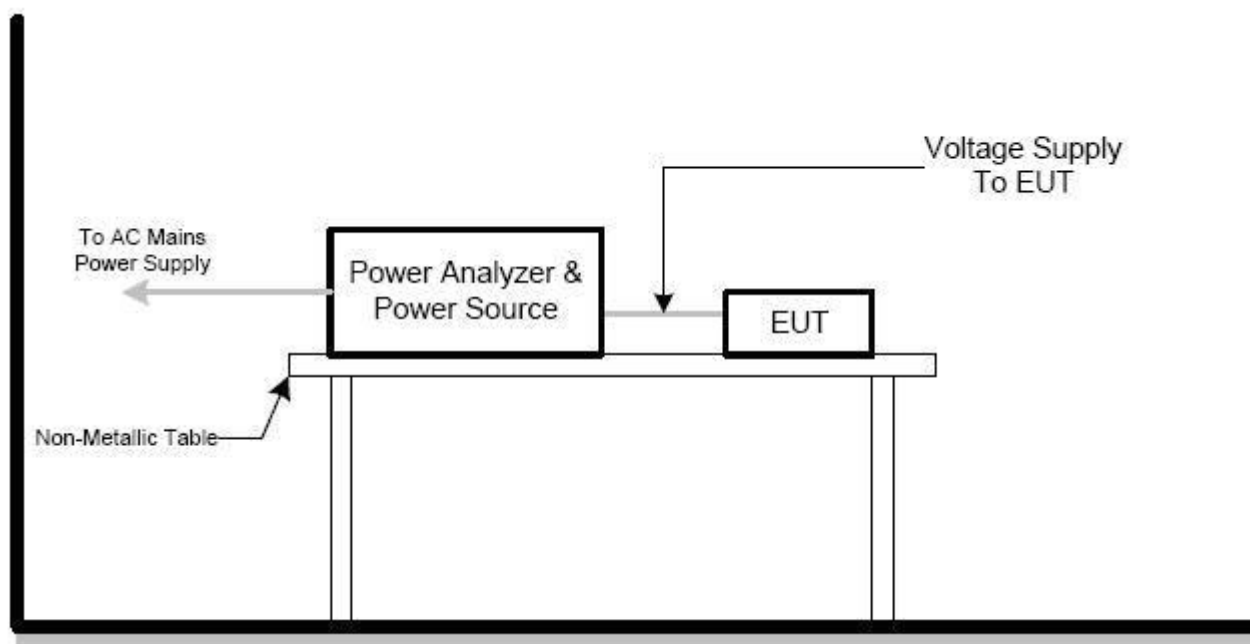 Voltage Supply
To EUT
To AC Mains
Power Supply
Power Analyzer &
Power Source
EUT
Non-Metallic Table